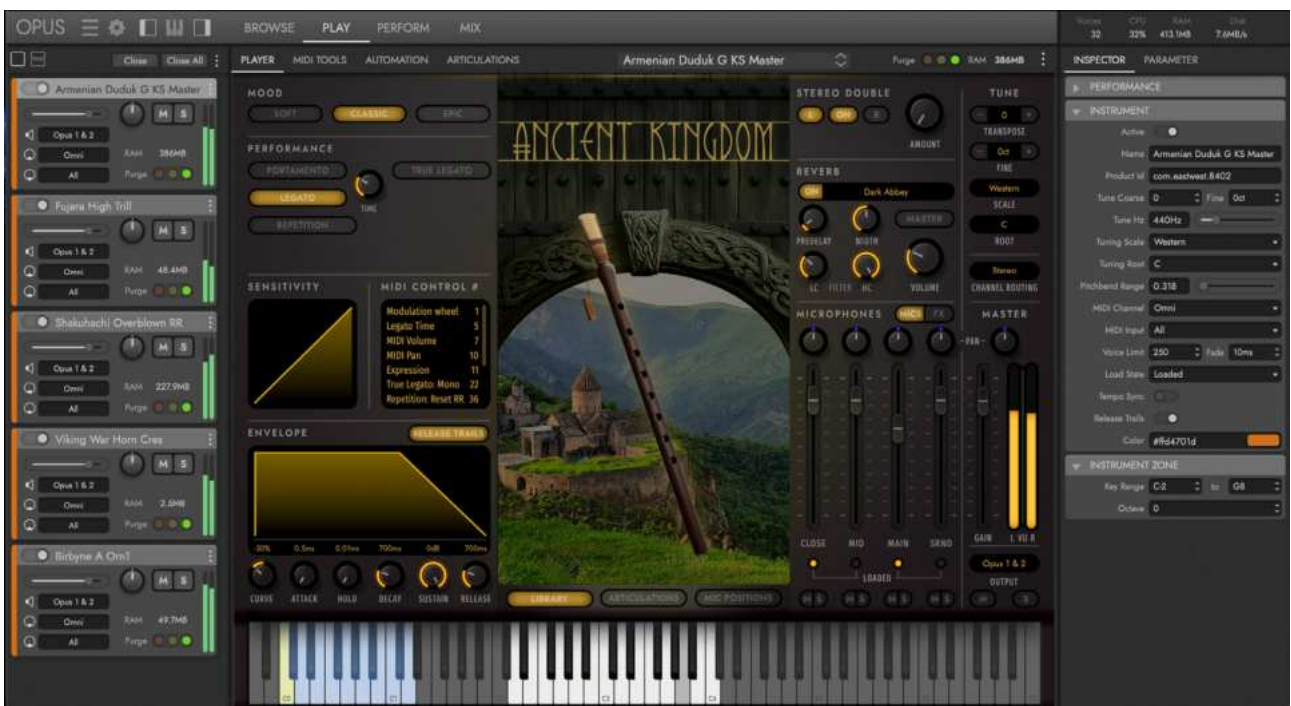 OPUS
BROWSE PLAY PERFORM MIX
Voices CPU RAM Disk
32 32% 413.1MB 7.6MB/s
Close Close All
PLAYER MIDI TOOLS AUTOMATION ARTICULATIONS Armenian Duduk G KS Master Purge RAM 386MB
INSPECTOR PARAMETER
Armenian Duduk G KS Master
M S
Opus 1 & 2
Omni RAM 386MB
All Purge
Fujara High Trill
M S
Opus 1 & 2
Omni RAM 48.4MB
All Purge
Shakuhachi Overblown RR
M S
Opus 1 & 2
Omni RAM 227.9MB
All Purge
Viking War Horn Cres
M S
Opus 1 & 2
Omni RAM 2.5MB
All Purge
Birbyne A Orn1
M S
Opus 1 & 2
Omni RAM 49.7MB
All Purge
MOOD
SOFT CLASSIC EPIC
PERFORMANCE
PORTAMENTO TRUE LEGATO
LEGATO
TIME
REPETITION
SENSITIVITY
MIDI CONTROL #
Modulation wheel 1
Legato Time 5
MIDI Volume 7
MIDI Pan 10
Expression 11
True Legato: Mono 22
Repetition: Reset RR 36
ENVELOPE RELEASE TRAILS
-30% 0.5ms 0.01ms 700ms 0dB 700ms
CURVE ATTACK HOLD DECAY SUSTAIN RELEASE
ANCIENT KINGDOM
LIBRARY ARTICULATIONS MIC POSITIONS
STEREO DOUBLE
L ON R
AMOUNT
REVERB
ON Dark Abbey
MASTER
PREDELAY WIDTH
LC FILTER HC VOLUME
MICROPHONES MICS FX
CLOSE MID MAIN SRND
LOADED
M S M S M S M S
TUNE
- 0 +
TRANSPOSE
- 0ct +
FINE
Western
SCALE
C
ROOT
Stereo
CHANNEL ROUTING
MASTER
- PAN -
GAIN L VU R
Opus 1 & 2
OUTPUT
M S
C0 C1 C3 C4
PERFORMANCE
INSTRUMENT
Active
Name Armenian Duduk G KS Master
Product Id com.eastwest.8402
Tune Coarse 0 Fine 0ct
Tune Hz 440Hz
Tuning Scale Western
Tuning Root C
Pitchbend Range 0.318
MIDI Channel Omni
MIDI Input All
Voice Limit 250 Fade 10ms
Load State Loaded
Tempo Sync
Release Trails
Color #ffd4701d
INSTRUMENT ZONE
Key Range C-2 to G8
Octave 0